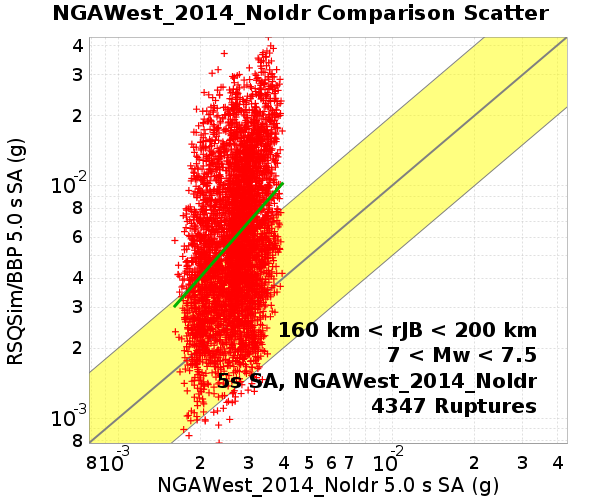 NGAWest_2014_NoIdr Comparison Scatter
RSQSim/BBP 5.0 s SA (g)
4
3
2
10-2
8
6
4
3
2
10-3
8
160 km < rJB < 200 km
7 < Mw < 7.5
5s SA, NGAWest_2014_NoIdr
4347 Ruptures
8 10-3 2 3 4 5 6 7 10-2 2 3 4
NGAWest_2014_NoIdr 5.0 s SA (g)